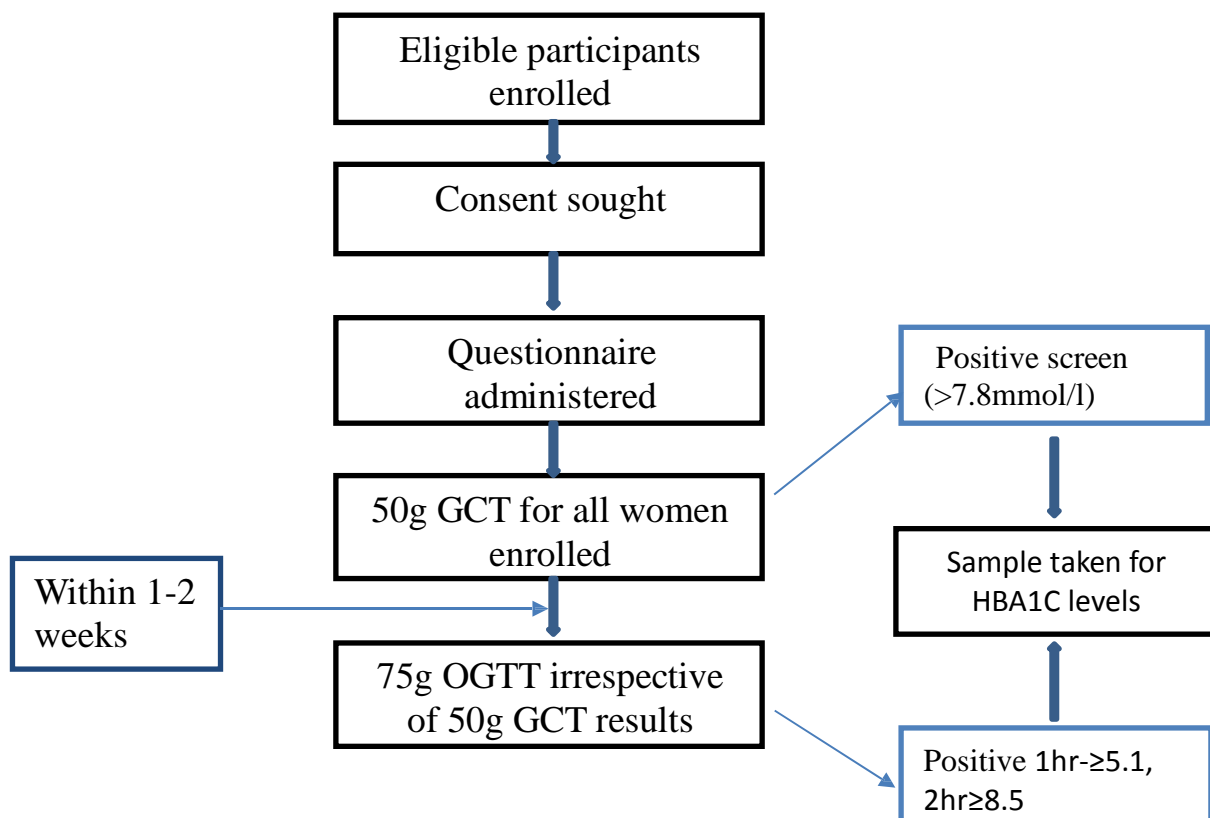 Eligible participants
enrolled
Consent sought
Questionnaire
administered
Positive screen
(>7.8mmol/l)
50g GCT for all women
enrolled
Sample taken for
HBA1C levels
Within 1-2
weeks
75g OGTT irrespective
of 50g GCT results
Positive 1hr-≥5.1,
2hr≥8.5